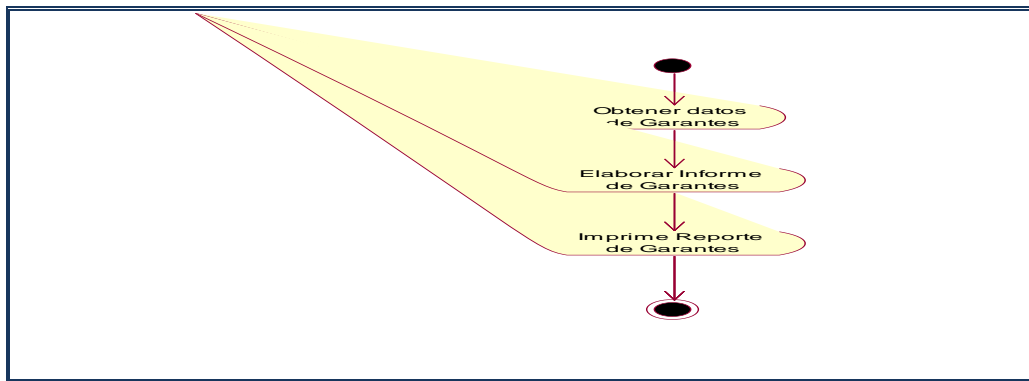 Obtener datos
de Garantes
Elaborar Informe
de Garantes
Imprime Reporte
de Garantes